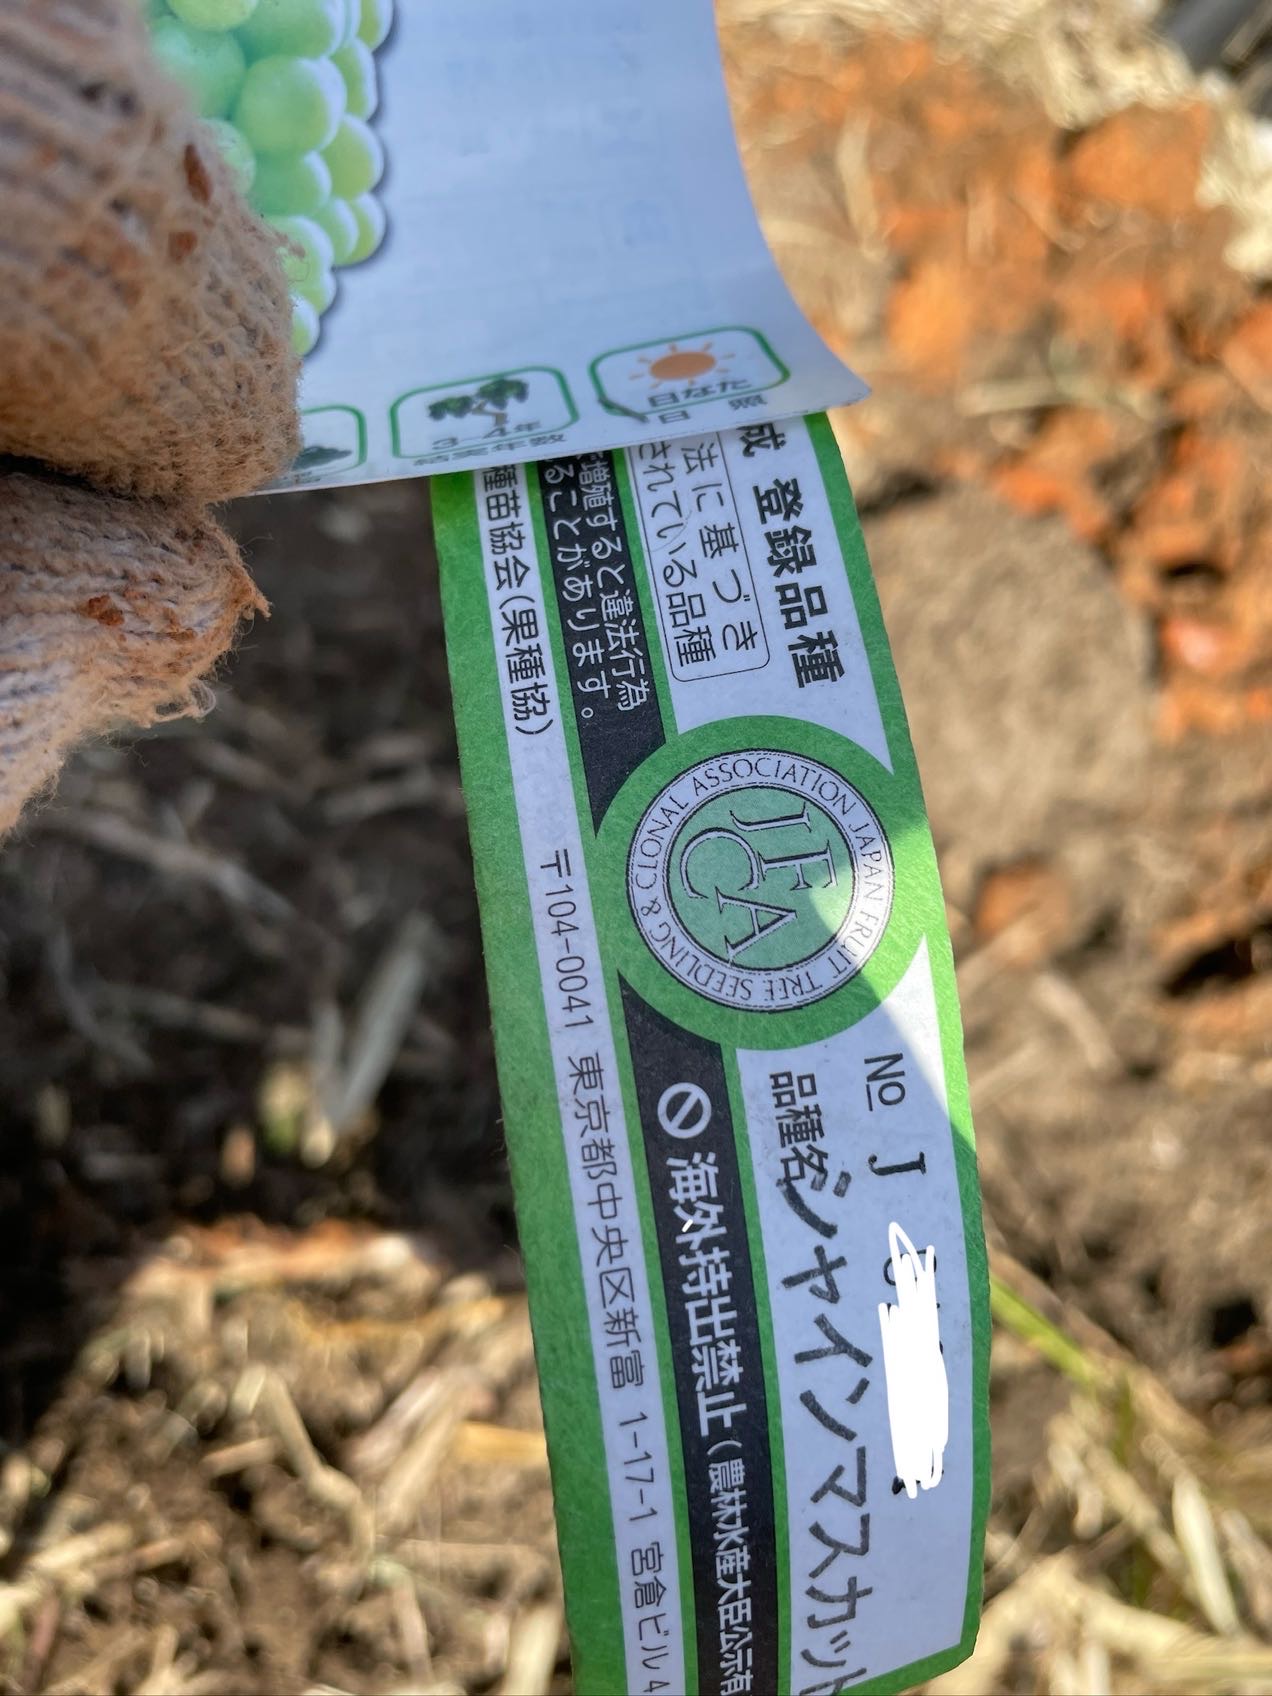 日なた
日 照
3-4年
結実年数
成 登録品種
法に基づき
されている品種
増殖すると違法行為
ることがあります。
種苗協会(果種協)
〒104-0041 東京都中央区新富 1-17-1 宮倉ビル4
JAPAN FRUIT TREE SEEDLING & CLONAL ASSOCIATION
JF
CA
No J
品種名シャインマスカット
海外持出禁止(農林水産大臣公示有